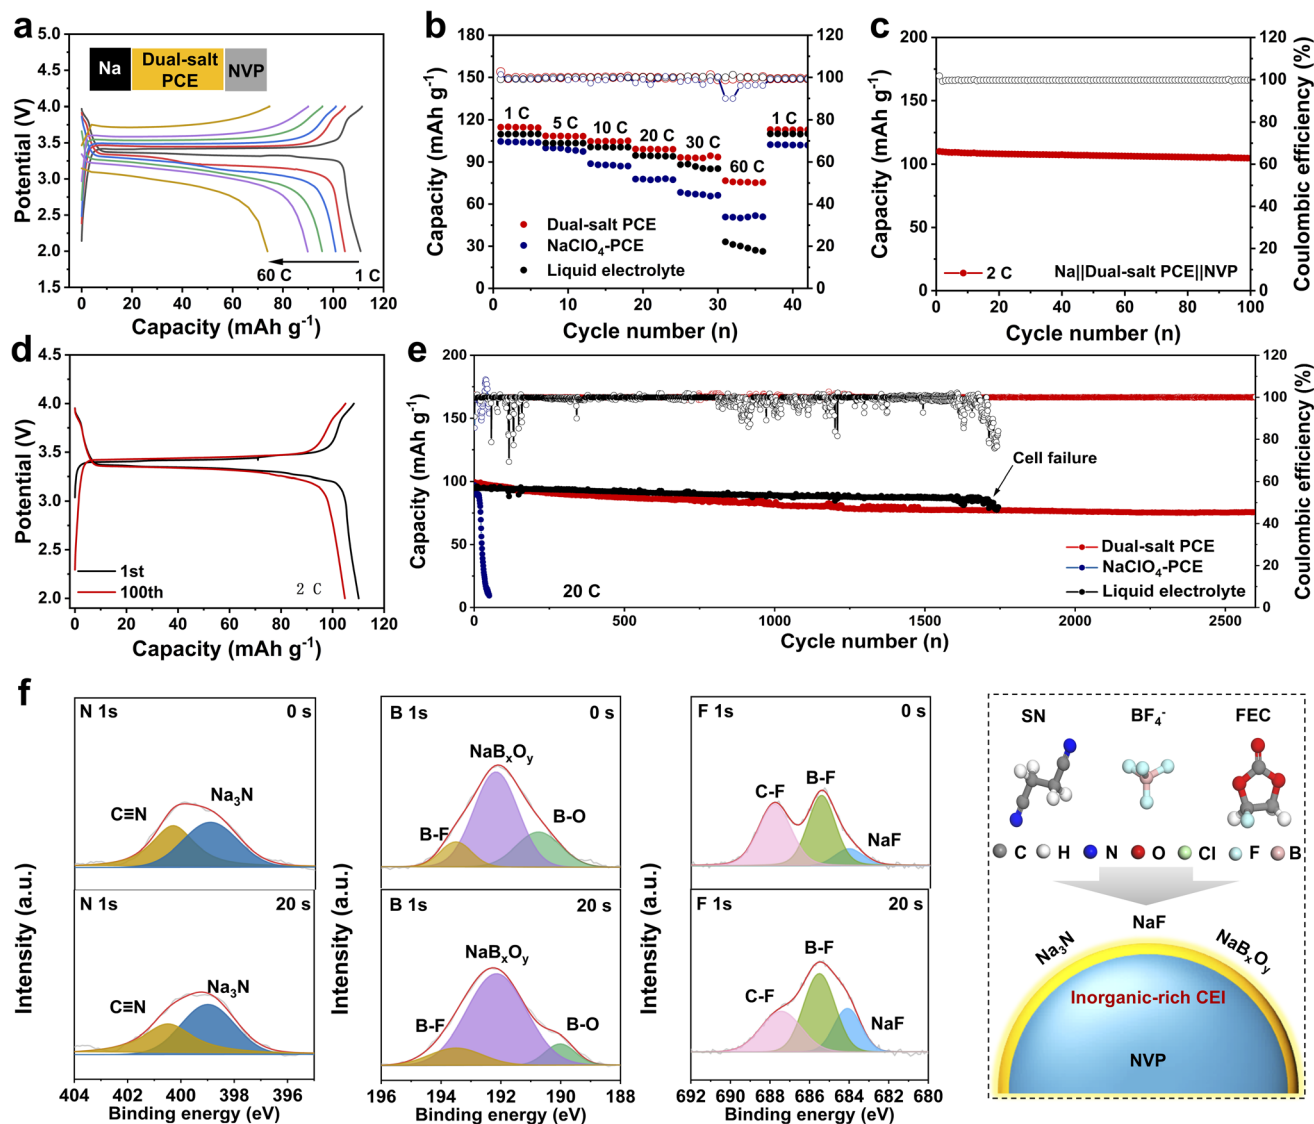 a
5.0
4.5
4.0
3.5
3.0
2.5
2.0
1.5
Potential (V)
Na
Dual-salt
PCE
NVP
60 C
1 C
0
20
40
60
80
100
120
Capacity (mAh g⁻¹)
b
180
150
120
90
60
30
0
Capacity (mAh g⁻¹)
1 C
5 C
10 C
20 C
30 C
60 C
1 C
Dual-salt PCE
NaClO₄-PCE
Liquid electrolyte
120
100
80
60
40
20
0
0
10
20
30
40
Cycle number (n)
c
200
150
100
50
0
Capacity (mAh g⁻¹)
2 C
Na||Dual-salt PCE||NVP
120
100
80
60
40
20
0
Coulombic efficiency (%)
0
20
40
60
80
100
Cycle number (n)
d
4.5
4.0
3.5
3.0
2.5
2.0
Potential (V)
1st
100th
2 C
0
20
40
60
80
100
120
Capacity (mAh g⁻¹)
e
200
150
100
50
0
Capacity (mAh g⁻¹)
Cell failure
Dual-salt PCE
NaClO₄-PCE
Liquid electrolyte
20 C
120
100
80
60
40
20
0
Coulombic efficiency (%)
0
500
1000
1500
2000
2500
Cycle number (n)
f
Intensity (a.u.)
N 1s
0 s
C≡N
Na₃N
N 1s
20 s
C≡N
Na₃N
404
402
400
398
396
Binding energy (eV)
Intensity (a.u.)
B 1s
0 s
NaBₓOᵧ
B-F
B-O
B 1s
20 s
NaBₓOᵧ
B-F
B-O
196
194
192
190
188
Binding energy (eV)
Intensity (a.u.)
F 1s
0 s
C-F
B-F
NaF
F 1s
20 s
B-F
C-F
NaF
692
690
688
686
684
682
680
Binding energy (eV)
SN
BF₄⁻
FEC
C
H
N
O
Cl
F
B
Na₃N
NaF
NaBₓOᵧ
Inorganic-rich CEI
NVP